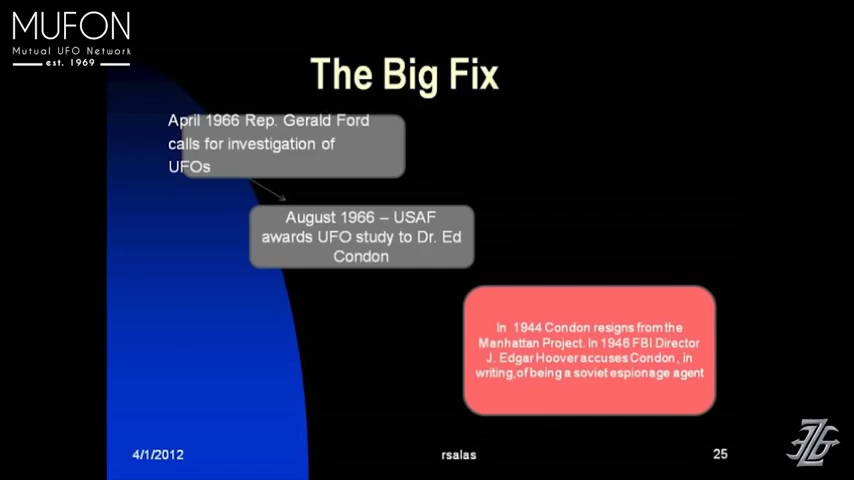 MUFON
Mutual UFO Network
est. 1969
The Big Fix
April 1966 Rep. Gerald Ford
calls for investigation of
UFOs
August 1966 – USAF
awards UFO study to Dr. Ed
Condon
In 1944 Condon resigns from the
Manhattan Project. In 1946 FBI Director
J. Edgar Hoover accuses Condon, in
writing,of being a soviet espionage agent
4/1/2012
rsalas
25